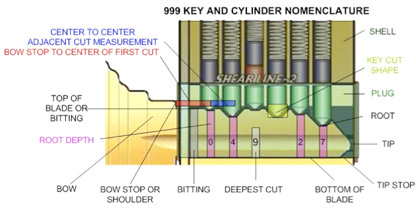 999 KEY AND CYLINDER NOMENCLATURE
CENTER TO CENTER
ADJACENT CUT MEASUREMENT
BOW STOP TO CENTER OF FIRST CUT
SHELL
SHEARLINE-2
KEY CUT
SHAPE
PLUG
TOP OF
BLADE OR
BITTING
ROOT
ROOT DEPTH
0 4 9 2 7
TIP
BOW
BOW STOP OR
SHOULDER
BITTING
DEEPEST CUT
BOTTOM OF
BLADE
TIP STOP